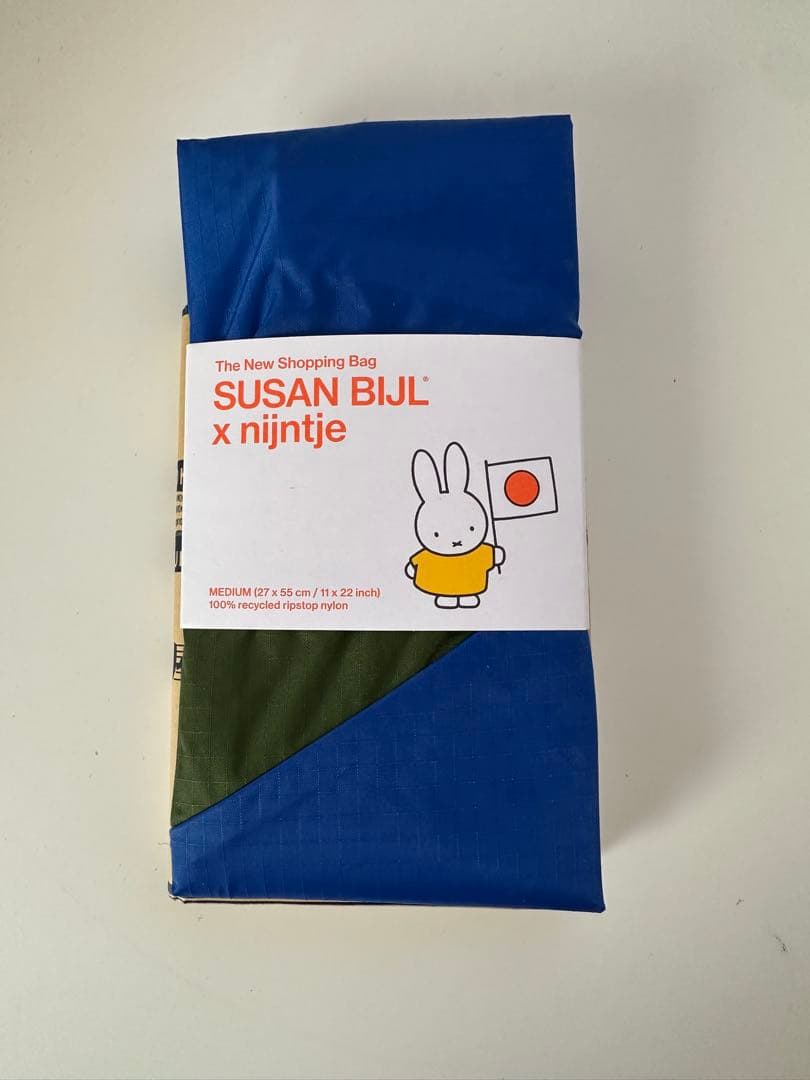 The New Shopping Bag
SUSAN BIJL®
x nijntje
MEDIUM (27 x 55 cm / 11 x 22 inch)
100% recycled ripstop nylon